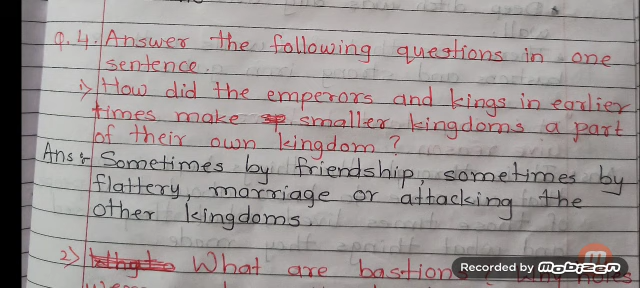 Q.4. Answer the following questions in one
sentence.
1) How did the emperors and kings in earlier
times make smaller kingdoms a part
of their own kingdom ?
Ans: Sometimes by friendship, sometimes by
flattery, marriage or attacking the
other kingdoms.
2) What are bastions
Recorded by mobizen